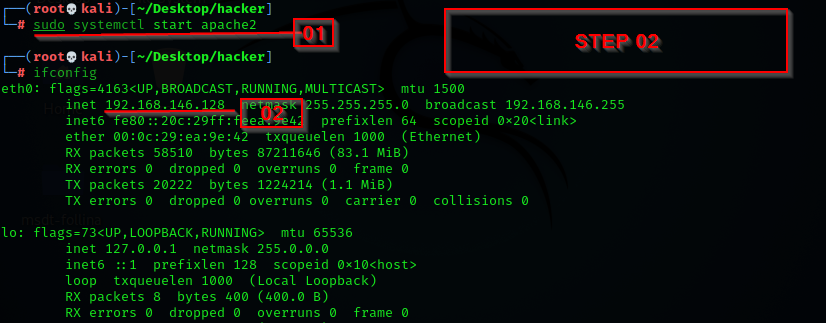 ┌──(root💀kali)-[~/Desktop/hacker]
└─# sudo systemctl start apache2
01
STEP 02
┌──(root💀kali)-[~/Desktop/hacker]
└─# ifconfig
eth0: flags=4163<UP,BROADCAST,RUNNING,MULTICAST>  mtu 1500
inet 192.168.146.128  netmask 255.255.255.0  broadcast 192.168.146.255
02
inet6 fe80::20c:29ff:feea:9e42  prefixlen 64  scopeid 0×20<link>
ether 00:0c:29:ea:9e:42  txqueuelen 1000  (Ethernet)
RX packets 58510  bytes 87211646 (83.1 MiB)
RX errors 0  dropped 0  overruns 0  frame 0
TX packets 20222  bytes 1224214 (1.1 MiB)
TX errors 0  dropped 0 overruns 0  carrier 0  collisions 0
lo: flags=73<UP,LOOPBACK,RUNNING>  mtu 65536
inet 127.0.0.1  netmask 255.0.0.0
inet6 ::1  prefixlen 128  scopeid 0×10<host>
loop  txqueuelen 1000  (Local Loopback)
RX packets 8  bytes 400 (400.0 B)
RX errors 0  dropped 0  overruns 0  frame 0